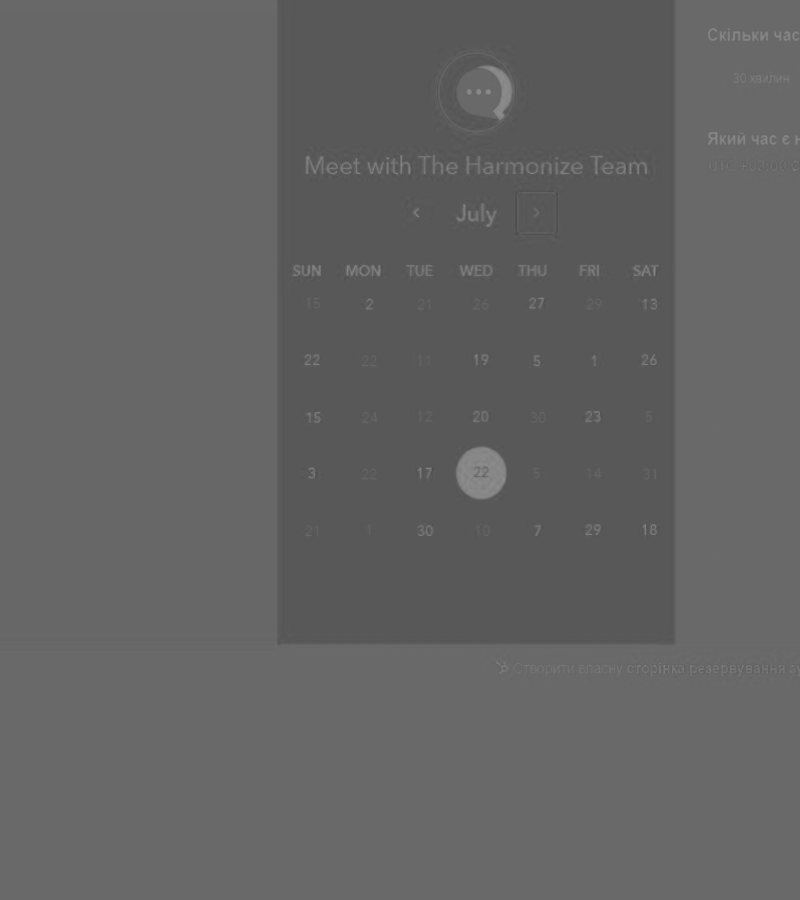 Meet with The Harmonize Team
July
SUN MON TUE WED THU FRI SAT
15 2 21 26 27 29 13
22 22 11 19 5 1 26
15 24 12 20 30 23 5
3 22 17 22 5 14 31
21 1 30 10 7 29 18
Скільки час
30 хвилин
Який час є н
Створити власну сторінка резервування зу